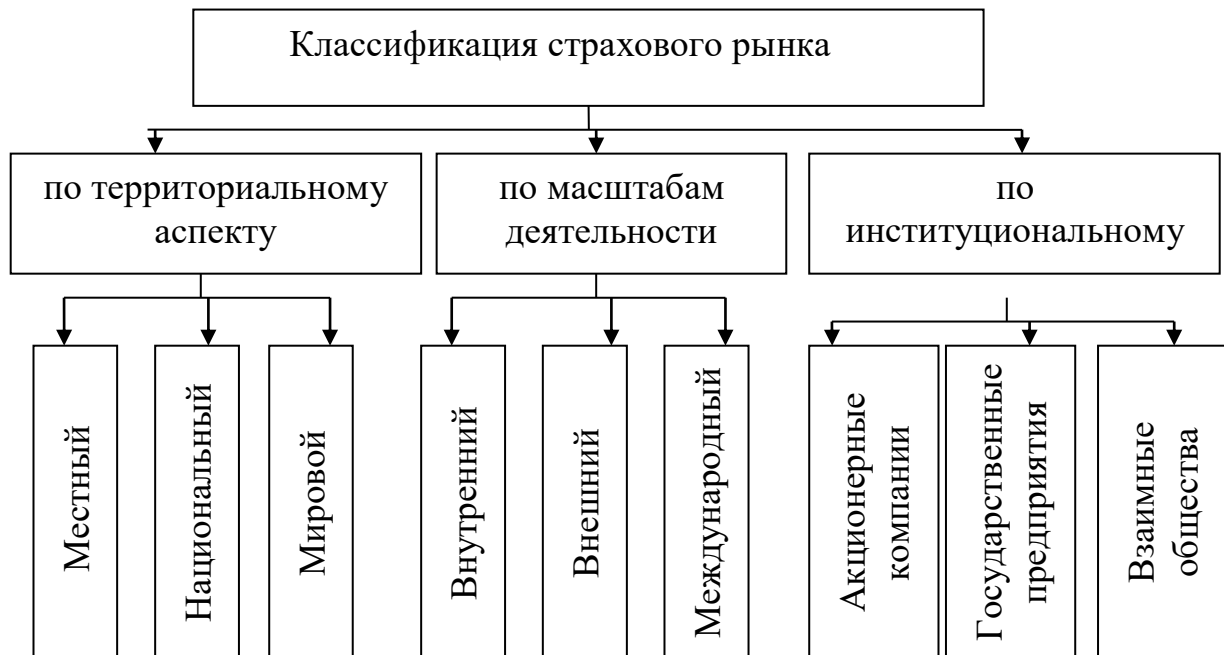 Классификация страхового рынка
по территориальному
аспекту
по масштабам
деятельности
по
институциональному
Местный
Национальный
Мировой
Внутренний
Внешний
Международный
Акционерные
компании
Государственные
предприятия
Взаимные
общества